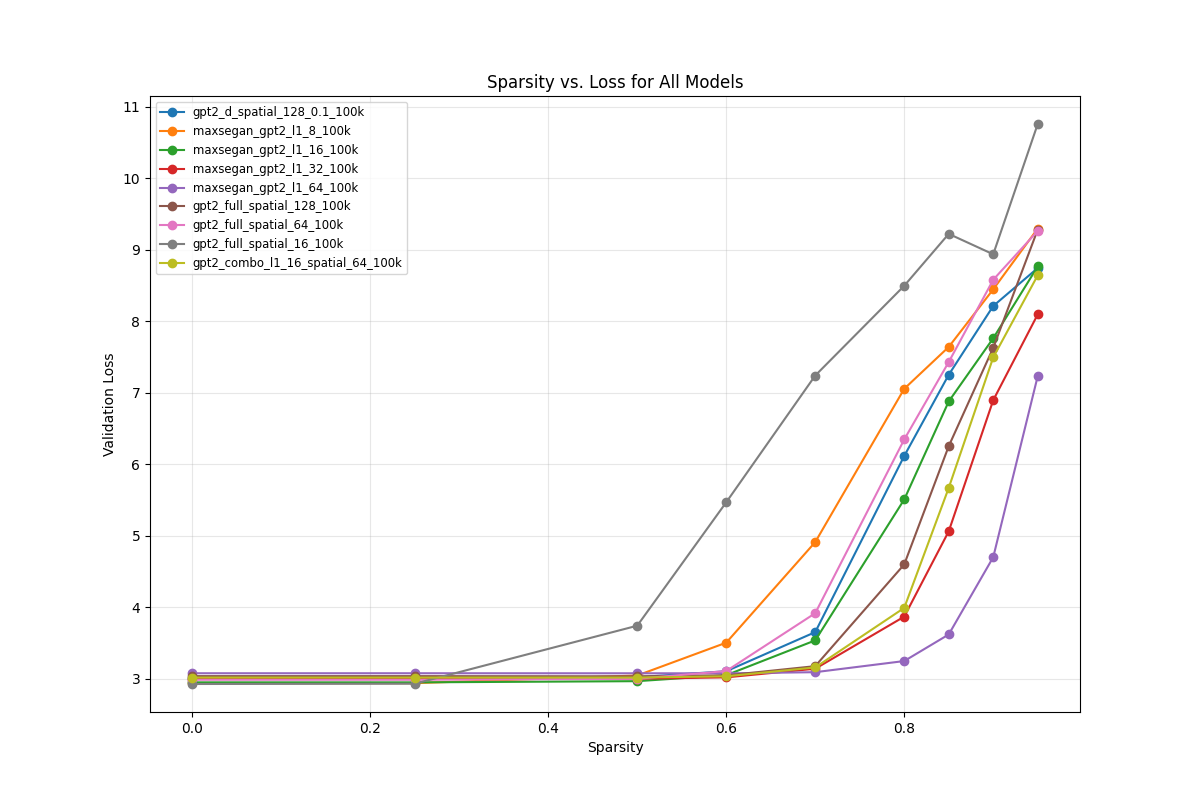 Sparsity vs. Loss for All Models
11
10
9
8
7
6
5
4
3
Validation Loss
gpt2_d_spatial_128_0.1_100k
maxsegan_gpt2_l1_8_100k
maxsegan_gpt2_l1_16_100k
maxsegan_gpt2_l1_32_100k
maxsegan_gpt2_l1_64_100k
gpt2_full_spatial_128_100k
gpt2_full_spatial_64_100k
gpt2_full_spatial_16_100k
gpt2_combo_l1_16_spatial_64_100k
0.0 0.2 0.4 0.6 0.8
Sparsity